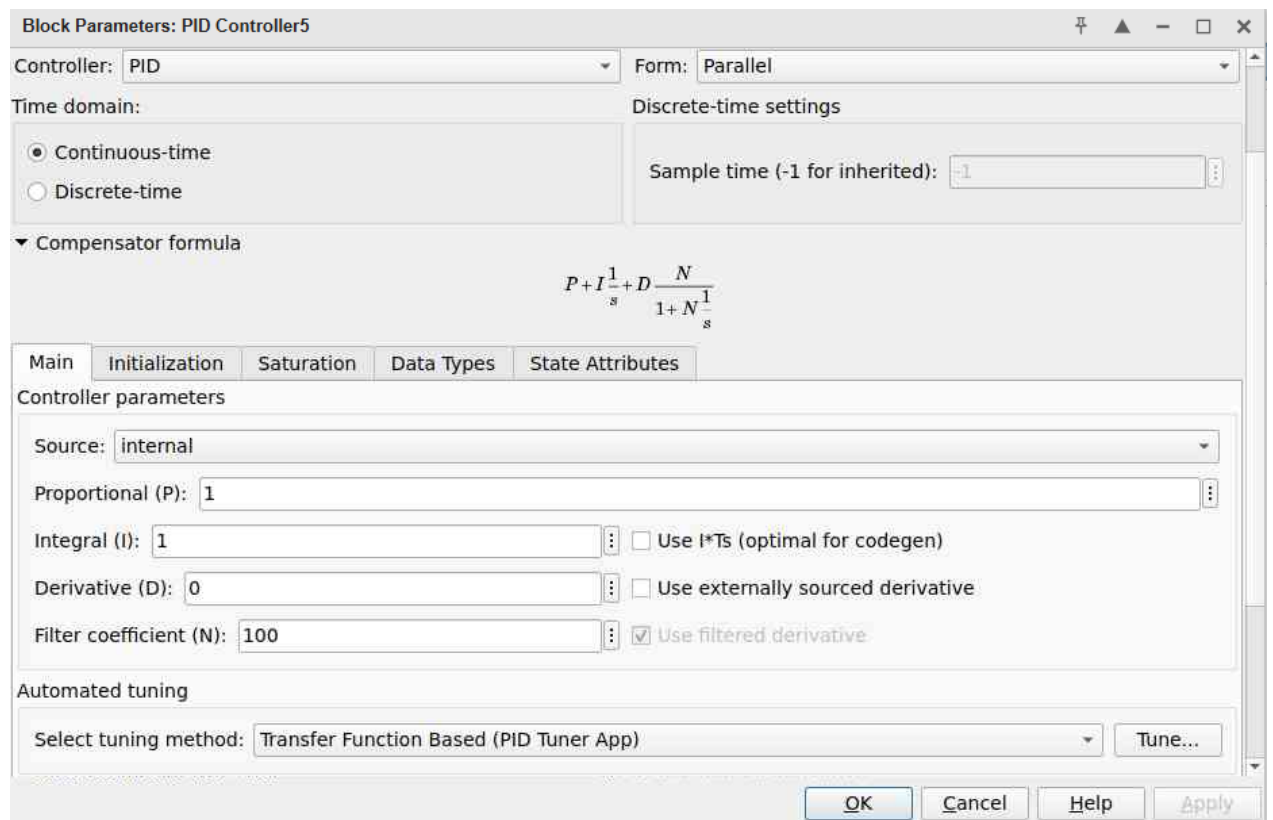 Block Parameters: PID Controller5
Controller: PID Form: Parallel
Time domain: Discrete-time settings
Continuous-time
Sample time (-1 for inherited): -1
Discrete-time
Compensator formula
P+I 1/s +D N/(1+ N 1/s)
Main Initialization Saturation Data Types State Attributes
Controller parameters
Source: internal
Proportional (P): 1
Integral (I): 1 Use I*Ts (optimal for codegen)
Derivative (D): 0 Use externally sourced derivative
Filter coefficient (N): 100 Use filtered derivative
Automated tuning
Select tuning method: Transfer Function Based (PID Tuner App) Tune...
OK Cancel Help Apply